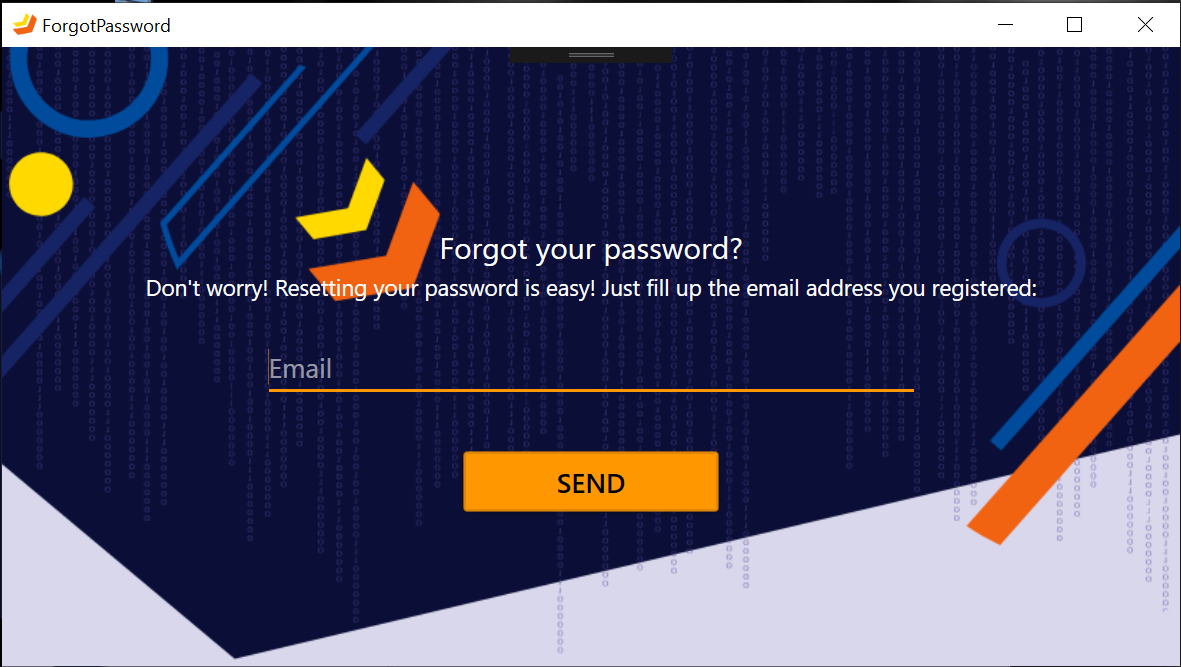 ForgotPassword
Forgot your password?
Don't worry! Resetting your password is easy! Just fill up the email address you registered:
Email
SEND